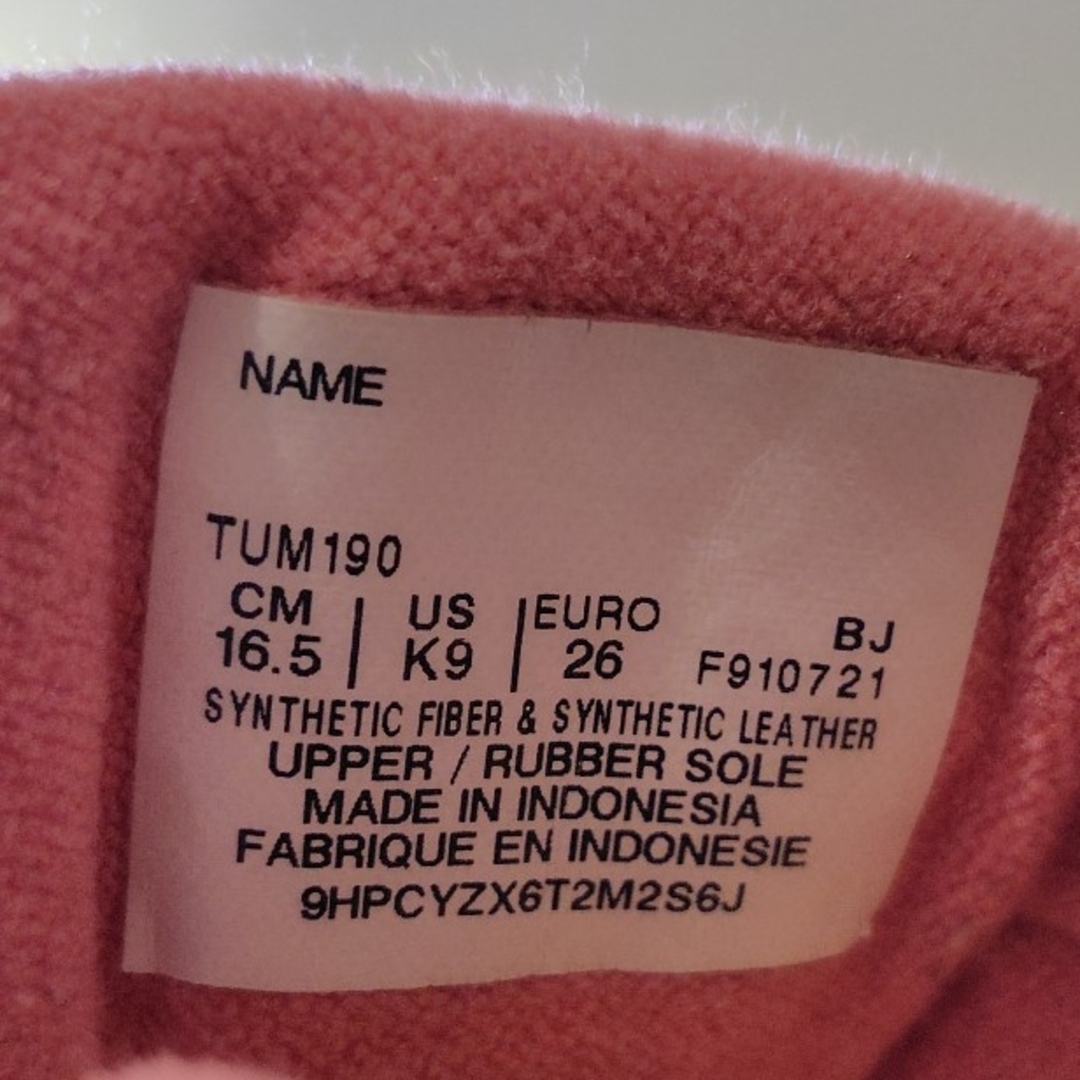 NAME
TUM190
CM | US | EURO BJ
16.5 | K9 | 26 F910721
SYNTHETIC FIBER & SYNTHETIC LEATHER
UPPER / RUBBER SOLE
MADE IN INDONESIA
FABRIQUE EN INDONESIE
9HPCYZX6T2M2S6J